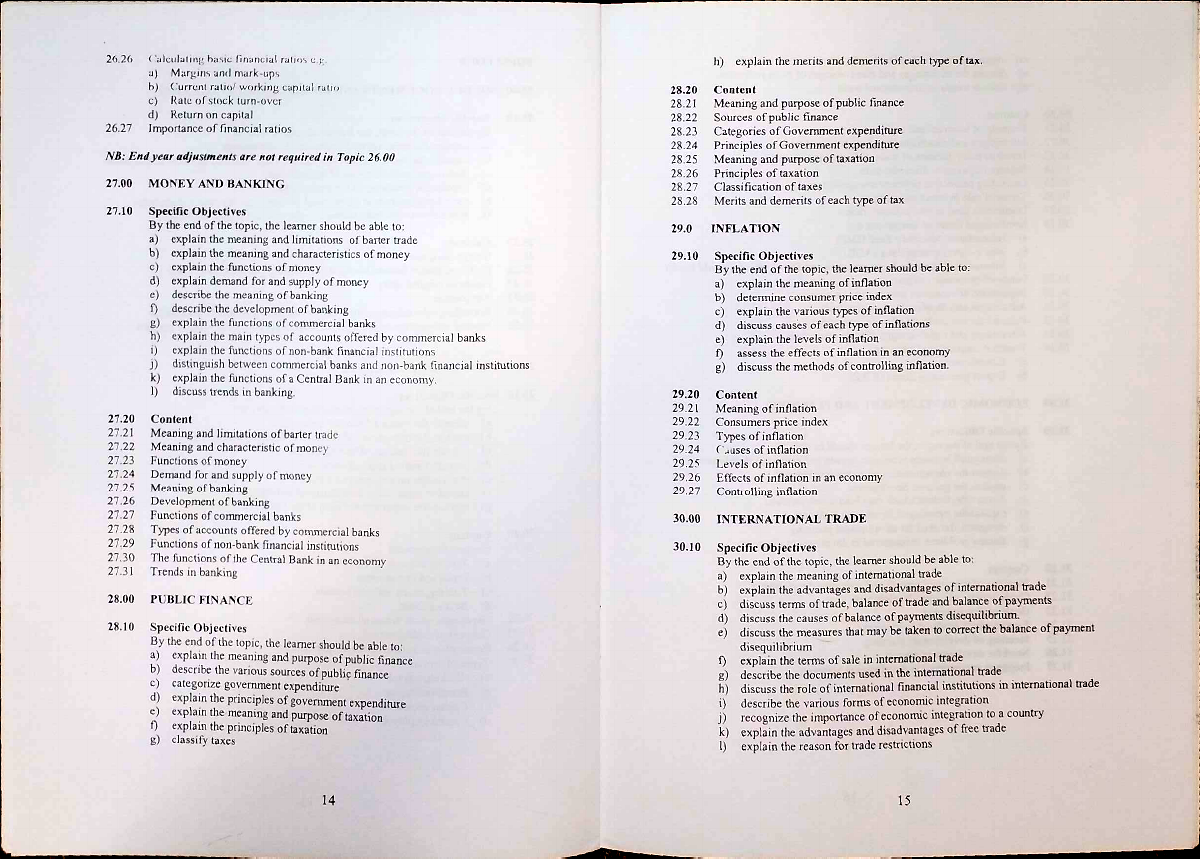 26.26 Calculating basic financial ratios e.g.
a) Margins and mark-ups
b) Current ratio/ working capital ratio
c) Rate of stock turn-over
d) Return on capital
26.27 Importance of financial ratios
NB: End year adjustments are not required in Topic 26.00
27.00 MONEY AND BANKING
27.10 Specific Objectives
By the end of the topic, the learner should be able to:
a) explain the meaning and limitations of barter trade
b) explain the meaning and characteristics of money
c) explain the functions of money
d) explain demand for and supply of money
e) describe the meaning of banking
f) describe the development of banking
g) explain the functions of commercial banks
h) explain the main types of accounts offered by commercial banks
i) explain the functions of non-bank financial institutions
j) distinguish between commercial banks and non-bank financial institutions
k) explain the functions of a Central Bank in an economy.
l) discuss trends in banking.
27.20 Content
27.21 Meaning and limitations of barter trade
27.22 Meaning and characteristic of money
27.23 Functions of money
27.24 Demand for and supply of money
27.25 Meaning of banking
27.26 Development of banking
27.27 Functions of commercial banks
27.28 Types of accounts offered by commercial banks
27.29 Functions of non-bank financial institutions
27.30 The functions of the Central Bank in an economy
27.31 Trends in banking
28.00 PUBLIC FINANCE
28.10 Specific Objectives
By the end of the topic, the learner should be able to:
a) explain the meaning and purpose of public finance
b) describe the various sources of public finance
c) categorize government expenditure
d) explain the principles of government expenditure
e) explain the meaning and purpose of taxation
f) explain the principles of taxation
g) classify taxes
14
h) explain the merits and demerits of each type of tax.
28.20 Content
28.21 Meaning and purpose of public finance
28.22 Sources of public finance
28.23 Categories of Government expenditure
28.24 Principles of Government expenditure
28.25 Meaning and purpose of taxation
28.26 Principles of taxation
28.27 Classification of taxes
28.28 Merits and demerits of each type of tax
29.0 INFLATION
29.10 Specific Objectives
By the end of the topic, the learner should be able to:
a) explain the meaning of inflation
b) determine consumer price index
c) explain the various types of inflation
d) discuss causes of each type of inflations
e) explain the levels of inflation
f) assess the effects of inflation in an economy
g) discuss the methods of controlling inflation.
29.20 Content
29.21 Meaning of inflation
29.22 Consumers price index
29.23 Types of inflation
29.24 Causes of inflation
29.25 Levels of inflation
29.26 Effects of inflation in an economy
29.27 Controlling inflation
30.00 INTERNATIONAL TRADE
30.10 Specific Objectives
By the end of the topic, the learner should be able to:
a) explain the meaning of international trade
b) explain the advantages and disadvantages of international trade
c) discuss terms of trade, balance of trade and balance of payments
d) discuss the causes of balance of payments disequilibrium.
e) discuss the measures that may be taken to correct the balance of payment
disequilibrium
f) explain the terms of sale in international trade
g) describe the documents used in the international trade
h) discuss the role of international financial institutions in international trade
i) describe the various forms of economic integration
j) recognize the importance of economic integration to a country
k) explain the advantages and disadvantages of free trade
l) explain the reason for trade restrictions
15